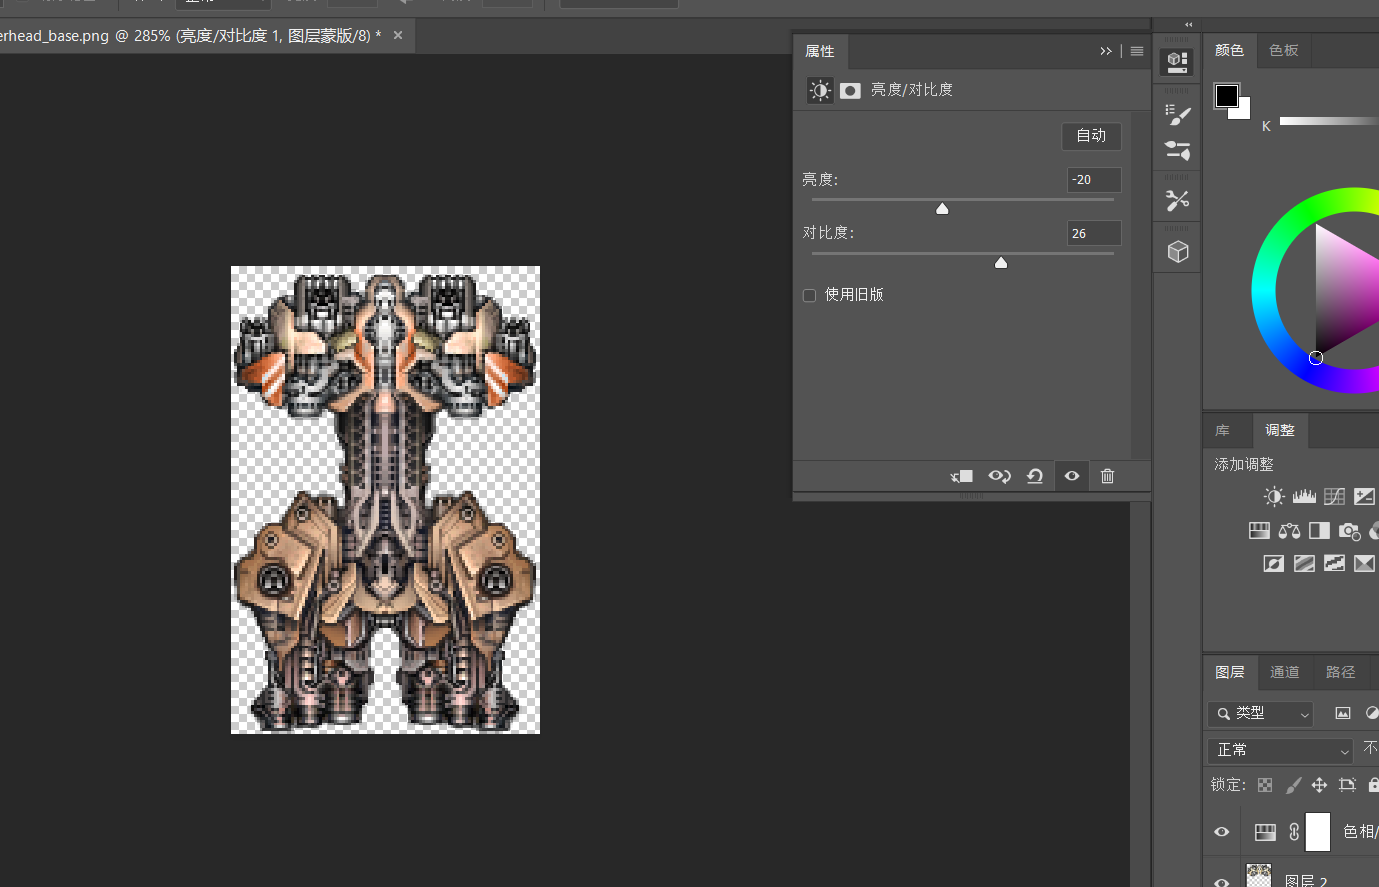 正常
erhead_base.png @ 285% (亮度/对比度 1, 图层蒙版/8) * ×
属性
亮度/对比度
自动
亮度:
-20
对比度:
26
使用旧版
颜色 色板
K
库 调整
添加调整
图层 通道 路径
类型
正常 不
锁定:
色相/
图层 2